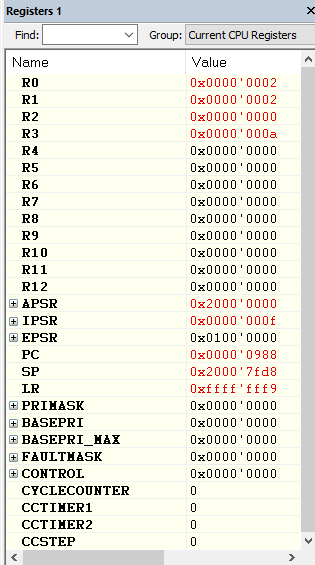 Registers 1
Find: Group: Current CPU Registers
Name Value
R0 0x0000'0002
R1 0x0000'0002
R2 0x0000'0000
R3 0x0000'000a
R4 0x0000'0000
R5 0x0000'0000
R6 0x0000'0000
R7 0x0000'0000
R8 0x0000'0000
R9 0x0000'0000
R10 0x0000'0000
R11 0x0000'0000
R12 0x0000'0000
APSR 0x2000'0000
IPSR 0x0000'000f
EPSR 0x0100'0000
PC 0x0000'0988
SP 0x2000'7fd8
LR 0xffff'fff9
PRIMASK 0x0000'0000
BASEPRI 0x0000'0000
BASEPRI_MAX 0x0000'0000
FAULTMASK 0x0000'0000
CONTROL 0x0000'0000
CYCLECOUNTER 0
CCTIMER1 0
CCTIMER2 0
CCSTEP 0